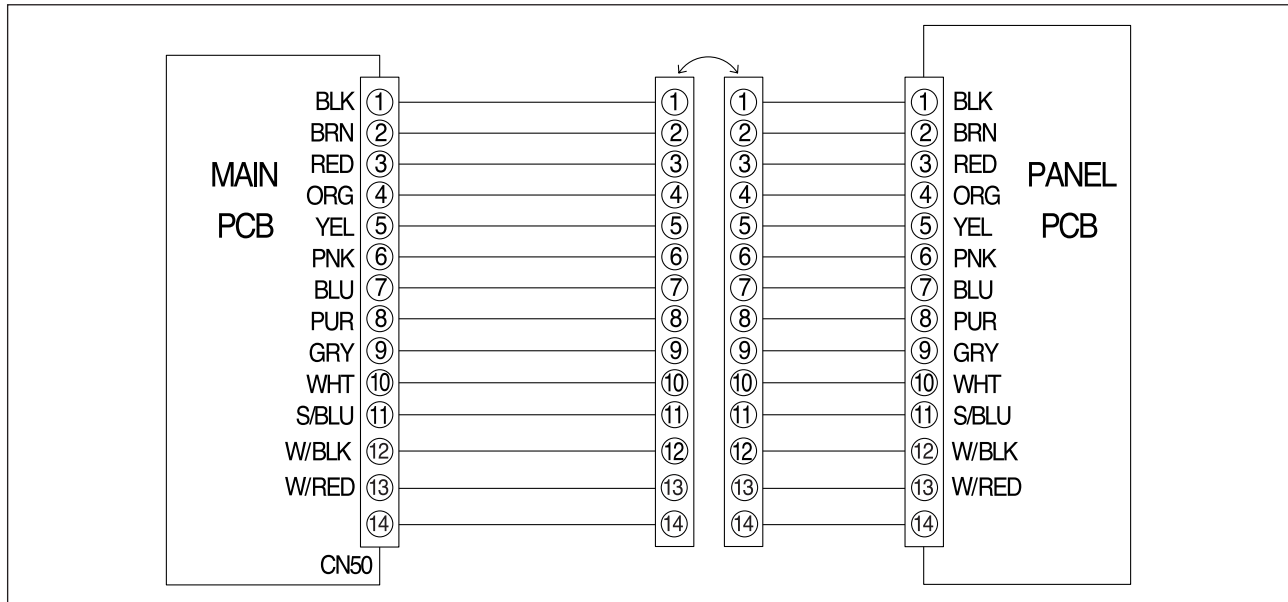 BLK ① ① ① ① BLK
BRN ② ② ② ② BRN
RED ③ ③ ③ ③ RED
MAIN PANEL
ORG ④ ④ ④ ④ ORG
PCB PCB
YEL ⑤ ⑤ ⑤ ⑤ YEL
PNK ⑥ ⑥ ⑥ ⑥ PNK
BLU ⑦ ⑦ ⑦ ⑦ BLU
PUR ⑧ ⑧ ⑧ ⑧ PUR
GRY ⑨ ⑨ ⑨ ⑨ GRY
WHT ⑩ ⑩ ⑩ ⑩ WHT
S/BLU ⑪ ⑪ ⑪ ⑪ S/BLU
W/BLK ⑫ ⑫ ⑫ ⑫ W/BLK
W/RED ⑬ ⑬ ⑬ ⑬ W/RED
⑭ ⑭ ⑭ ⑭
CN50